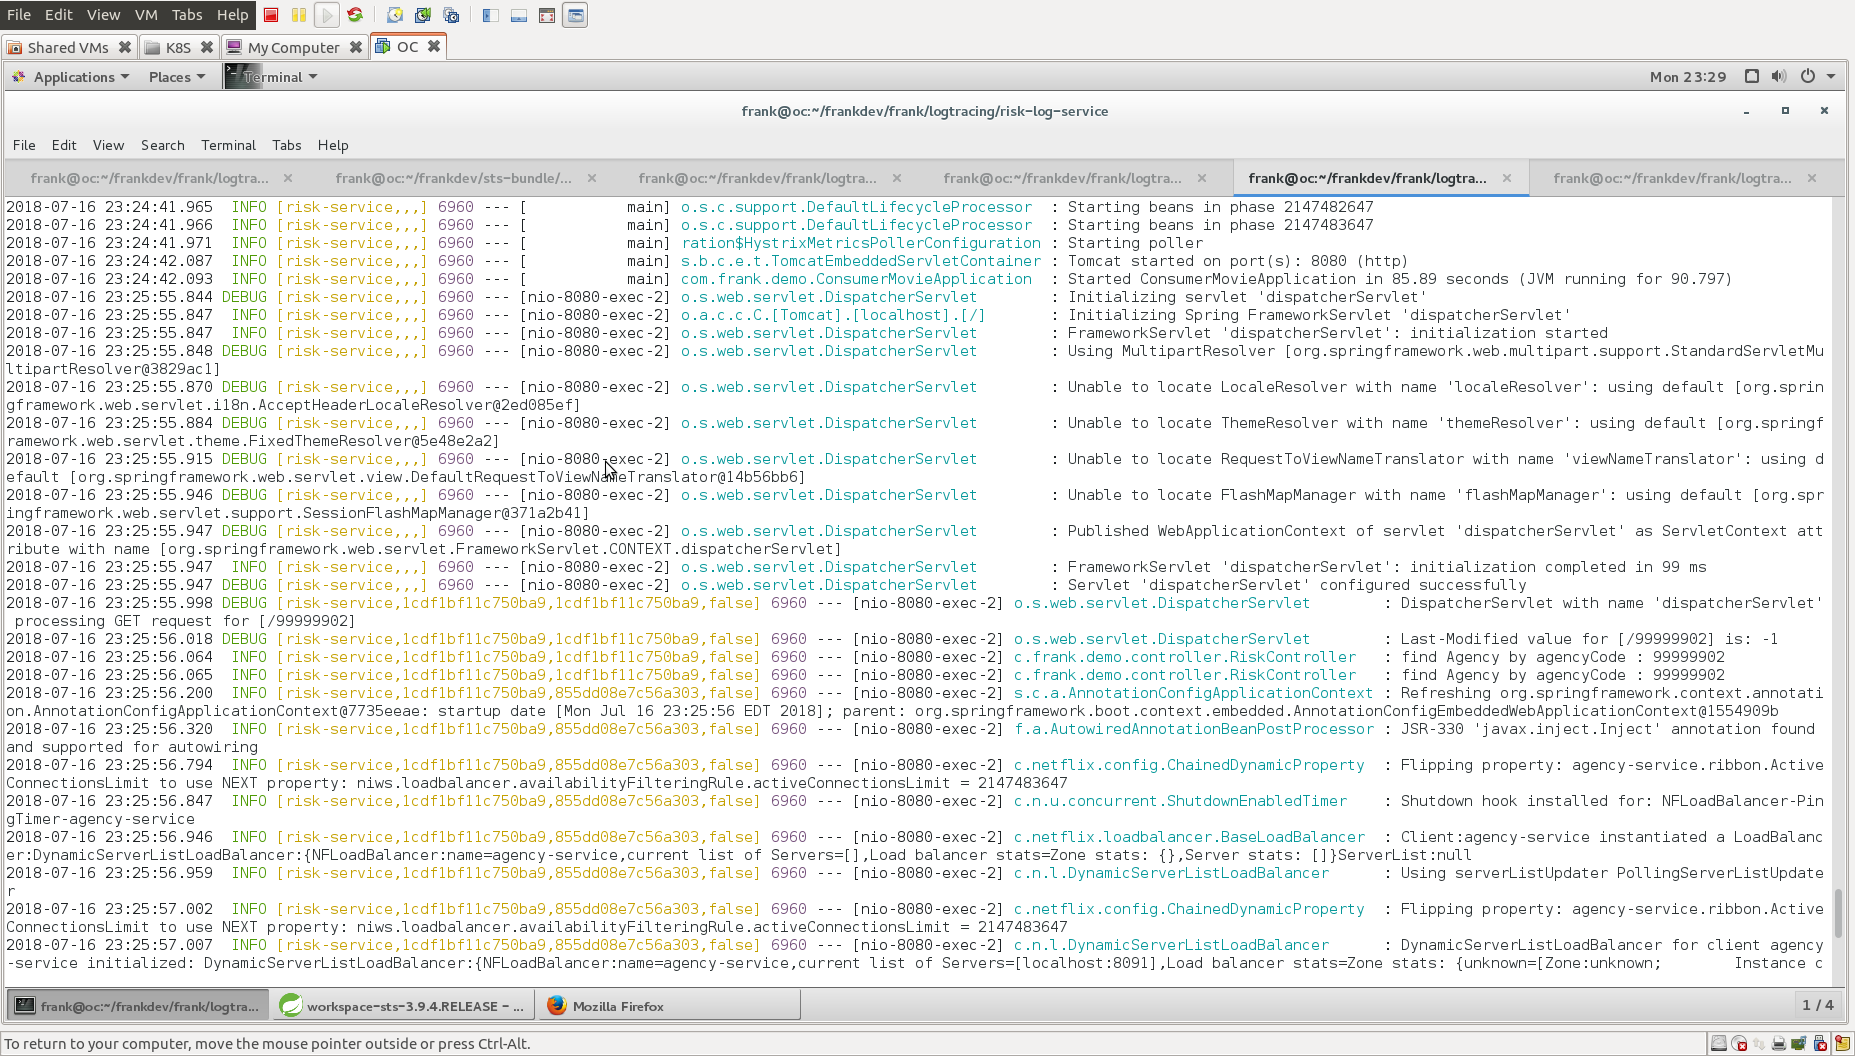 File Edit View VM Tabs Help
Shared VMs K8S My Computer OC
Applications Places Terminal Mon 23:29
frank@oc:~/frankdev/frank/logtracing/risk-log-service
File Edit View Search Terminal Tabs Help
frank@oc:~/frankdev/frank/logtra... frank@oc:~/frankdev/sts-bundle/... frank@oc:~/frankdev/frank/logtra... frank@oc:~/frankdev/frank/logtra... frank@oc:~/frankdev/frank/logtra... frank@oc:~/frankdev/frank/logtra...
2018-07-16 23:24:41.965  INFO [risk-service,,,] 6960 --- [           main] o.s.c.support.DefaultLifecycleProcessor  : Starting beans in phase 2147482647
2018-07-16 23:24:41.966  INFO [risk-service,,,] 6960 --- [           main] o.s.c.support.DefaultLifecycleProcessor  : Starting beans in phase 2147483647
2018-07-16 23:24:41.971  INFO [risk-service,,,] 6960 --- [           main] ration$HystrixMetricsPollerConfiguration : Starting poller
2018-07-16 23:24:42.087  INFO [risk-service,,,] 6960 --- [           main] s.b.c.e.t.TomcatEmbeddedServletContainer : Tomcat started on port(s): 8080 (http)
2018-07-16 23:24:42.093  INFO [risk-service,,,] 6960 --- [           main] com.frank.demo.ConsumerMovieApplication  : Started ConsumerMovieApplication in 85.89 seconds (JVM running for 90.797)
2018-07-16 23:25:55.844 DEBUG [risk-service,,,] 6960 --- [nio-8080-exec-2] o.s.web.servlet.DispatcherServlet        : Initializing servlet 'dispatcherServlet'
2018-07-16 23:25:55.847  INFO [risk-service,,,] 6960 --- [nio-8080-exec-2] o.a.c.c.C.[Tomcat].[localhost].[/]       : Initializing Spring FrameworkServlet 'dispatcherServlet'
2018-07-16 23:25:55.847  INFO [risk-service,,,] 6960 --- [nio-8080-exec-2] o.s.web.servlet.DispatcherServlet        : FrameworkServlet 'dispatcherServlet': initialization started
2018-07-16 23:25:55.848 DEBUG [risk-service,,,] 6960 --- [nio-8080-exec-2] o.s.web.servlet.DispatcherServlet        : Using MultipartResolver [org.springframework.web.multipart.support.StandardServletMu
ltipartResolver@3829ac1]
2018-07-16 23:25:55.870 DEBUG [risk-service,,,] 6960 --- [nio-8080-exec-2] o.s.web.servlet.DispatcherServlet        : Unable to locate LocaleResolver with name 'localeResolver': using default [org.sprin
gframework.web.servlet.i18n.AcceptHeaderLocaleResolver@2ed085ef]
2018-07-16 23:25:55.884 DEBUG [risk-service,,,] 6960 --- [nio-8080-exec-2] o.s.web.servlet.DispatcherServlet        : Unable to locate ThemeResolver with name 'themeResolver': using default [org.springf
ramework.web.servlet.theme.FixedThemeResolver@5e48e2a2]
2018-07-16 23:25:55.915 DEBUG [risk-service,,,] 6960 --- [nio-8080-exec-2] o.s.web.servlet.DispatcherServlet        : Unable to locate RequestToViewNameTranslator with name 'viewNameTranslator': using d
efault [org.springframework.web.servlet.view.DefaultRequestToViewNameTranslator@14b56bb6]
2018-07-16 23:25:55.946 DEBUG [risk-service,,,] 6960 --- [nio-8080-exec-2] o.s.web.servlet.DispatcherServlet        : Unable to locate FlashMapManager with name 'flashMapManager': using default [org.spr
ingframework.web.servlet.support.SessionFlashMapManager@371a2b41]
2018-07-16 23:25:55.947 DEBUG [risk-service,,,] 6960 --- [nio-8080-exec-2] o.s.web.servlet.DispatcherServlet        : Published WebApplicationContext of servlet 'dispatcherServlet' as ServletContext att
ribute with name [org.springframework.web.servlet.FrameworkServlet.CONTEXT.dispatcherServlet]
2018-07-16 23:25:55.947  INFO [risk-service,,,] 6960 --- [nio-8080-exec-2] o.s.web.servlet.DispatcherServlet        : FrameworkServlet 'dispatcherServlet': initialization completed in 99 ms
2018-07-16 23:25:55.947 DEBUG [risk-service,,,] 6960 --- [nio-8080-exec-2] o.s.web.servlet.DispatcherServlet        : Servlet 'dispatcherServlet' configured successfully
2018-07-16 23:25:55.998 DEBUG [risk-service,1cdf1bf11c750ba9,1cdf1bf11c750ba9,false] 6960 --- [nio-8080-exec-2] o.s.web.servlet.DispatcherServlet        : DispatcherServlet with name 'dispatcherServlet'
 processing GET request for [/99999902]
2018-07-16 23:25:56.018 DEBUG [risk-service,1cdf1bf11c750ba9,1cdf1bf11c750ba9,false] 6960 --- [nio-8080-exec-2] o.s.web.servlet.DispatcherServlet        : Last-Modified value for [/99999902] is: -1
2018-07-16 23:25:56.064  INFO [risk-service,1cdf1bf11c750ba9,1cdf1bf11c750ba9,false] 6960 --- [nio-8080-exec-2] c.frank.demo.controller.RiskController   : find Agency by agencyCode : 99999902
2018-07-16 23:25:56.065  INFO [risk-service,1cdf1bf11c750ba9,1cdf1bf11c750ba9,false] 6960 --- [nio-8080-exec-2] c.frank.demo.controller.RiskController   : find Agency by agencyCode : 99999902
2018-07-16 23:25:56.200  INFO [risk-service,1cdf1bf11c750ba9,855dd08e7c56a303,false] 6960 --- [nio-8080-exec-2] s.c.a.AnnotationConfigApplicationContext : Refreshing org.springframework.context.annotati
on.AnnotationConfigApplicationContext@7735eeae: startup date [Mon Jul 16 23:25:56 EDT 2018]; parent: org.springframework.boot.context.embedded.AnnotationConfigEmbeddedWebApplicationContext@1554909b
2018-07-16 23:25:56.320  INFO [risk-service,1cdf1bf11c750ba9,855dd08e7c56a303,false] 6960 --- [nio-8080-exec-2] f.a.AutowiredAnnotationBeanPostProcessor : JSR-330 'javax.inject.Inject' annotation found
and supported for autowiring
2018-07-16 23:25:56.794  INFO [risk-service,1cdf1bf11c750ba9,855dd08e7c56a303,false] 6960 --- [nio-8080-exec-2] c.netflix.config.ChainedDynamicProperty  : Flipping property: agency-service.ribbon.Active
ConnectionsLimit to use NEXT property: niws.loadbalancer.availabilityFilteringRule.activeConnectionsLimit = 2147483647
2018-07-16 23:25:56.847  INFO [risk-service,1cdf1bf11c750ba9,855dd08e7c56a303,false] 6960 --- [nio-8080-exec-2] c.n.u.concurrent.ShutdownEnabledTimer    : Shutdown hook installed for: NFLoadBalancer-Pin
gTimer-agency-service
2018-07-16 23:25:56.946  INFO [risk-service,1cdf1bf11c750ba9,855dd08e7c56a303,false] 6960 --- [nio-8080-exec-2] c.netflix.loadbalancer.BaseLoadBalancer  : Client:agency-service instantiated a LoadBalanc
er:DynamicServerListLoadBalancer:{NFLoadBalancer:name=agency-service,current list of Servers=[],Load balancer stats=Zone stats: {},Server stats: []}ServerList:null
2018-07-16 23:25:56.959  INFO [risk-service,1cdf1bf11c750ba9,855dd08e7c56a303,false] 6960 --- [nio-8080-exec-2] c.n.l.DynamicServerListLoadBalancer      : Using serverListUpdater PollingServerListUpdate
r
2018-07-16 23:25:57.002  INFO [risk-service,1cdf1bf11c750ba9,855dd08e7c56a303,false] 6960 --- [nio-8080-exec-2] c.netflix.config.ChainedDynamicProperty  : Flipping property: agency-service.ribbon.Active
ConnectionsLimit to use NEXT property: niws.loadbalancer.availabilityFilteringRule.activeConnectionsLimit = 2147483647
2018-07-16 23:25:57.007  INFO [risk-service,1cdf1bf11c750ba9,855dd08e7c56a303,false] 6960 --- [nio-8080-exec-2] c.n.l.DynamicServerListLoadBalancer      : DynamicServerListLoadBalancer for client agency
-service initialized: DynamicServerListLoadBalancer:{NFLoadBalancer:name=agency-service,current list of Servers=[localhost:8091],Load balancer stats=Zone stats: {unknown=[Zone:unknown;        Instance c
frank@oc:~/frankdev/frank/logtra... workspace-sts-3.9.4.RELEASE - ... Mozilla Firefox 1 / 4
To return to your computer, move the mouse pointer outside or press Ctrl-Alt.